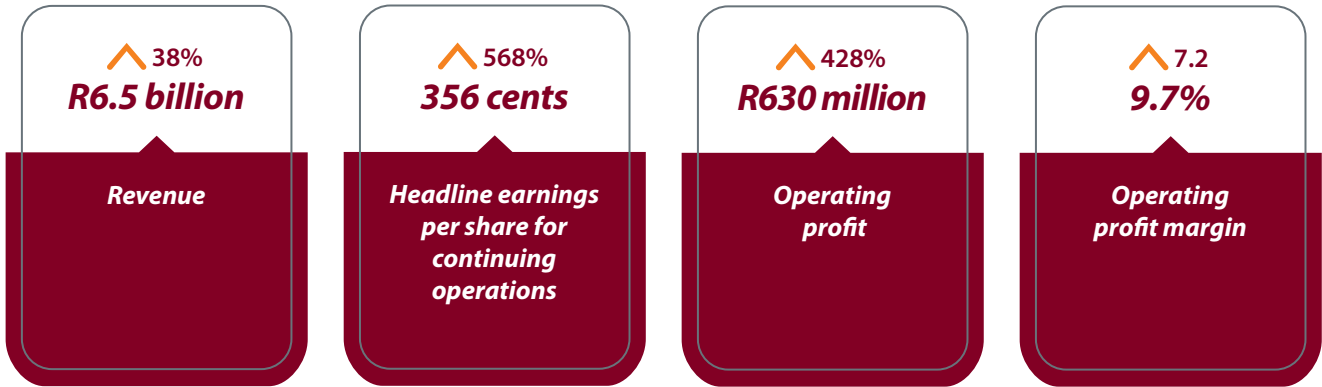 38%
R6.5 billion
Revenue
568%
356 cents
Headline earnings
per share for
continuing
operations
428%
R630 million
Operating
profit
7.2
9.7%
Operating
profit margin